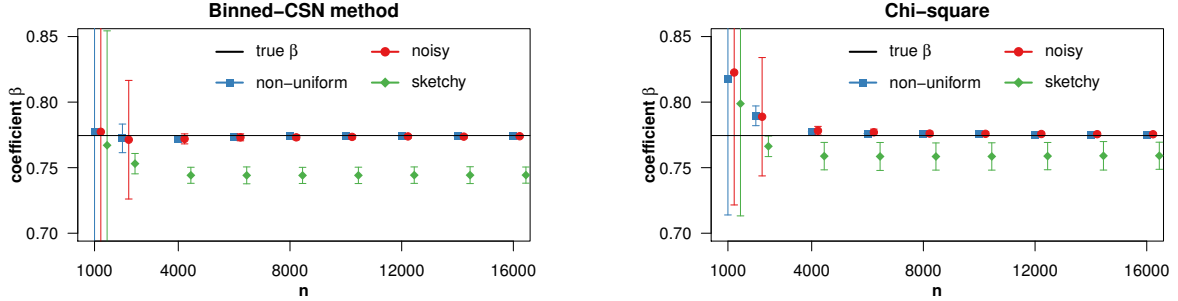 Binned−CSN method
coefficient β
0.85
0.80
0.75
0.70
true β
non−uniform
noisy
sketchy
1000
4000
8000
12000
16000
n
Chi−square
coefficient β
0.85
0.80
0.75
0.70
true β
non−uniform
noisy
sketchy
1000
4000
8000
12000
16000
n